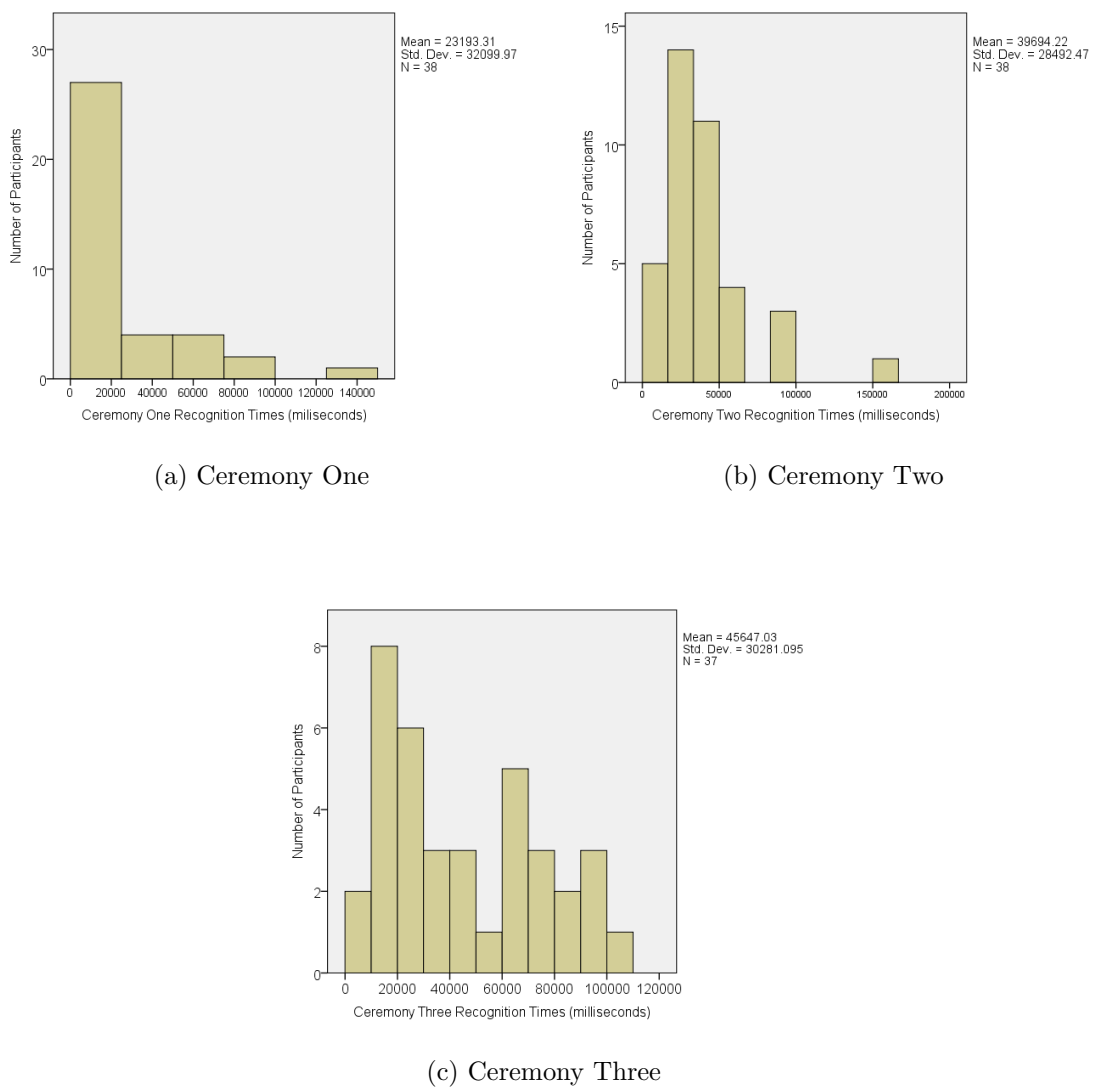 30
20
10
0
Number of Participants
0 20000 40000 60000 80000 100000 120000 140000
Ceremony One Recognition Times (miliseconds)
Mean = 23193.31
Std. Dev. = 32099.97
N = 38
(a) Ceremony One
15
10
5
0
Number of Participants
0 50000 100000 150000 200000
Ceremony Two Recognition Times (milliseconds)
Mean = 39694.22
Std. Dev. = 28492.47
N = 38
(b) Ceremony Two
8
6
4
2
0
Number of Participants
0 20000 40000 60000 80000 100000 120000
Ceremony Three Recognition Times (milliseconds)
Mean = 45647.03
Std. Dev. = 30281.095
N = 37
(c) Ceremony Three